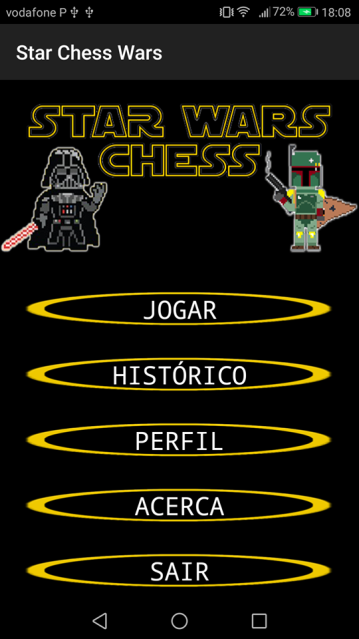 vodafone P 72% 18:08
Star Chess Wars
STAR WARS
CHESS
JOGAR
HISTÓRICO
PERFIL
ACERCA
SAIR